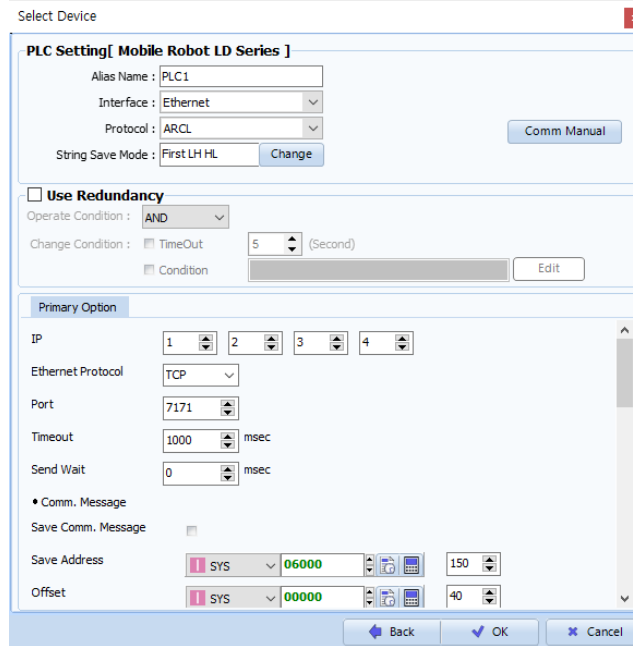 Select Device
PLC Setting[ Mobile Robot LD Series ]
Alias Name : PLC1
Interface : Ethernet
Protocol : ARCL
Comm Manual
String Save Mode : First LH HL Change
Use Redundancy
Operate Condition : AND
Change Condition : TimeOut 5 (Second)
Condition Edit
Primary Option
IP 1 2 3 4
Ethernet Protocol TCP
Port 7171
Timeout 1000 msec
Send Wait 0 msec
• Comm. Message
Save Comm. Message
Save Address SYS 06000 150
Offset SYS 00000 40
Back OK Cancel